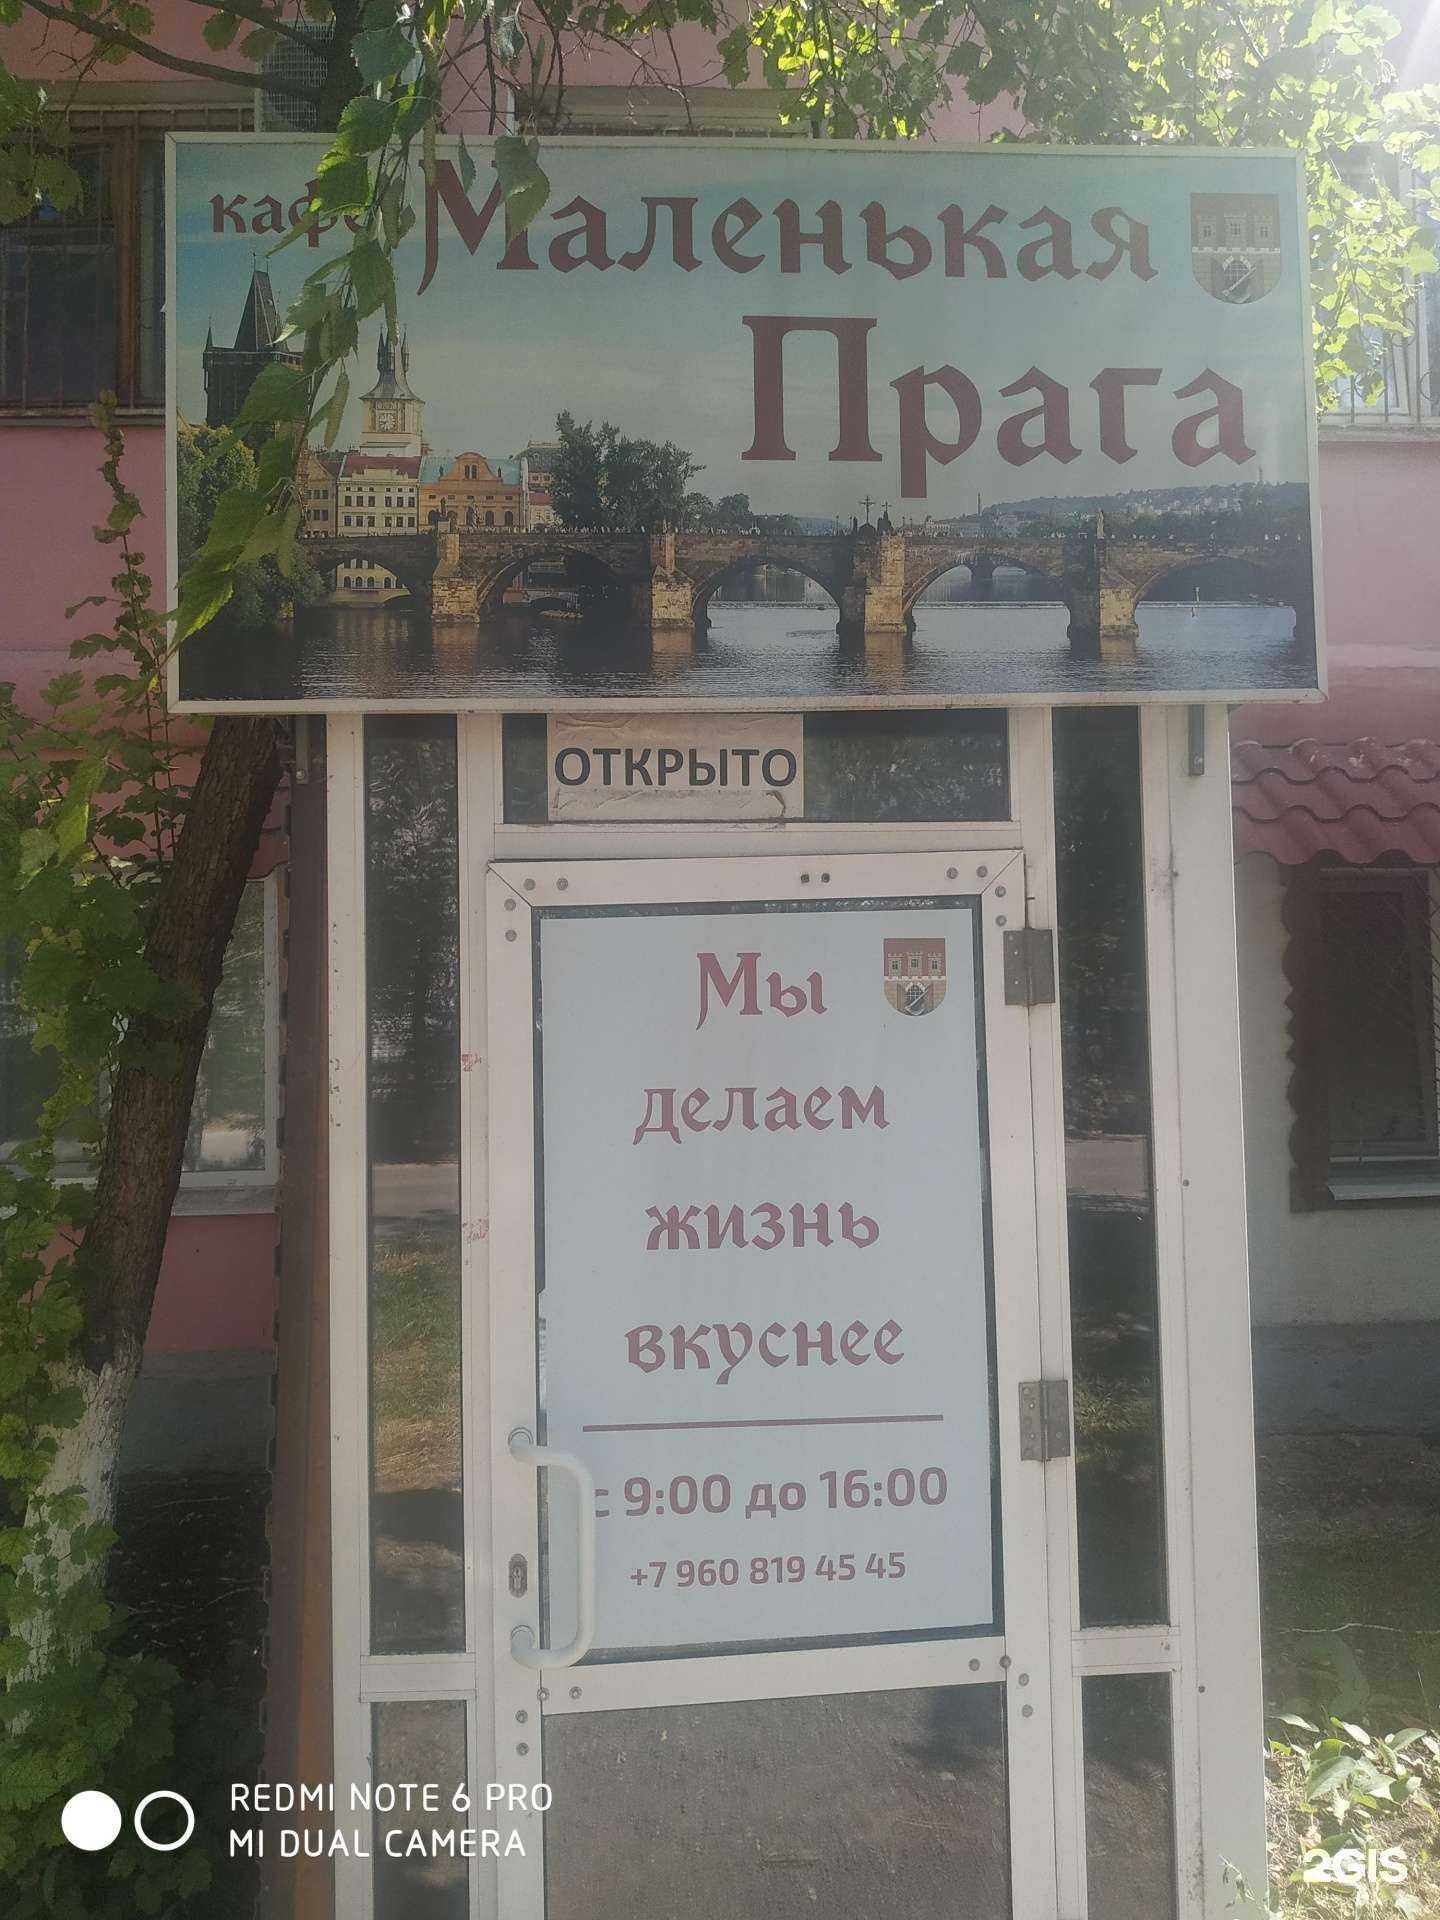 кафе Маленькая
Прага
ОТКРЫТО
Мы
делаем
жизнь
вкуснее
с 9:00 до 16:00
+7 960 819 45 45
REDMI NOTE 6 PRO
MI DUAL CAMERA
2GIS